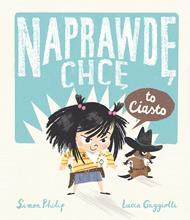 NAPRAWDĘ
CHCĘ
to Ciasto
Simon Philip
Lucia Gaggiotti